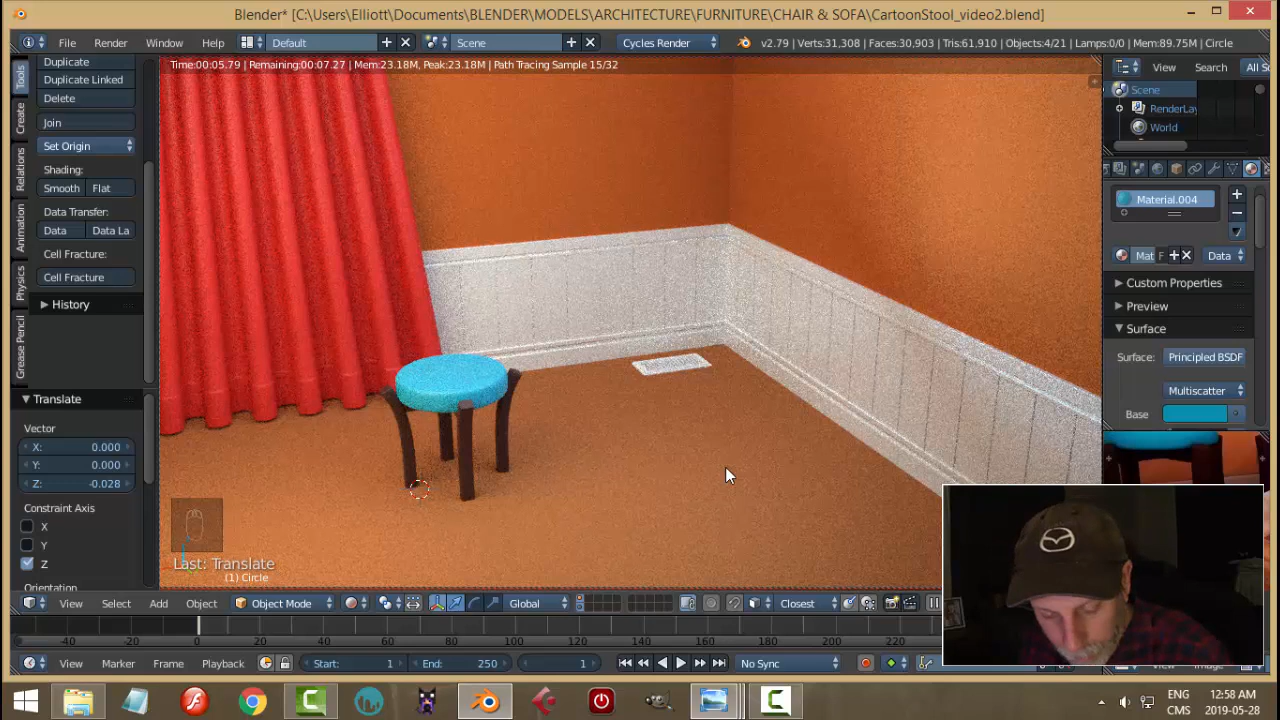 Blender* [C:\Users\Elliott\Documents\BLENDER\MODELS\ARCHITECTURE\FURNITURE\CHAIR & SOFA\CartoonStool_video2.blend]
File Render Window Help Default Scene Cycles Render v2.79 | Verts:31,308 | Faces:30,903 | Tris:61,910 | Objects:4/21 | Lamps:0/0 | Mem:89.75M | Circle
Time:00:05.79 | Remaining:00:07.27 | Mem:23.18M, Peak:23.18M | Path Tracing Sample 15/32
View Search All S
Scene
RenderLay
World
Tools
Create
Relations
Animation
Physics
Grease Pencil
Duplicate
Duplicate Linked
Delete
Join
Set Origin
Shading:
Smooth Flat
Data Transfer:
Data Data La
Cell Fracture:
Cell Fracture
History
Translate
Vector
X: 0.000
Y: 0.000
Z: -0.028
Constraint Axis
X
Y
Z
Orientation
Last: Translate
(1) Circle
Material.004
Mat F Data
Custom Properties
Preview
Surface
Surface: Principled BSDF
Multiscatter
Base
View Select Add Object Object Mode Global Closest
-40 -20 0 20 40 60 80 100 120 140 160 180 200 220
View Marker Frame Playback Start: 1 End: 250 1 No Sync
ENG 12:58 AM
CMS 2019-05-28